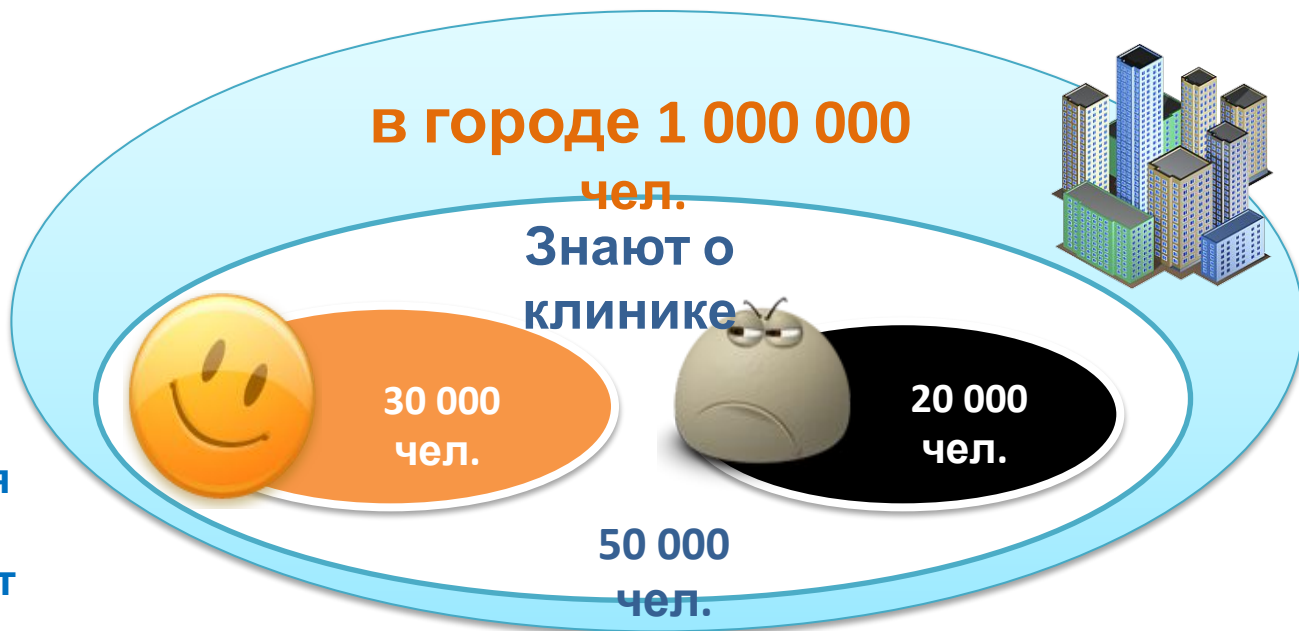 в городе 1 000 000
чел.
Знают о
клинике
30 000
чел.
20 000
чел.
я
50 000
чел.
т